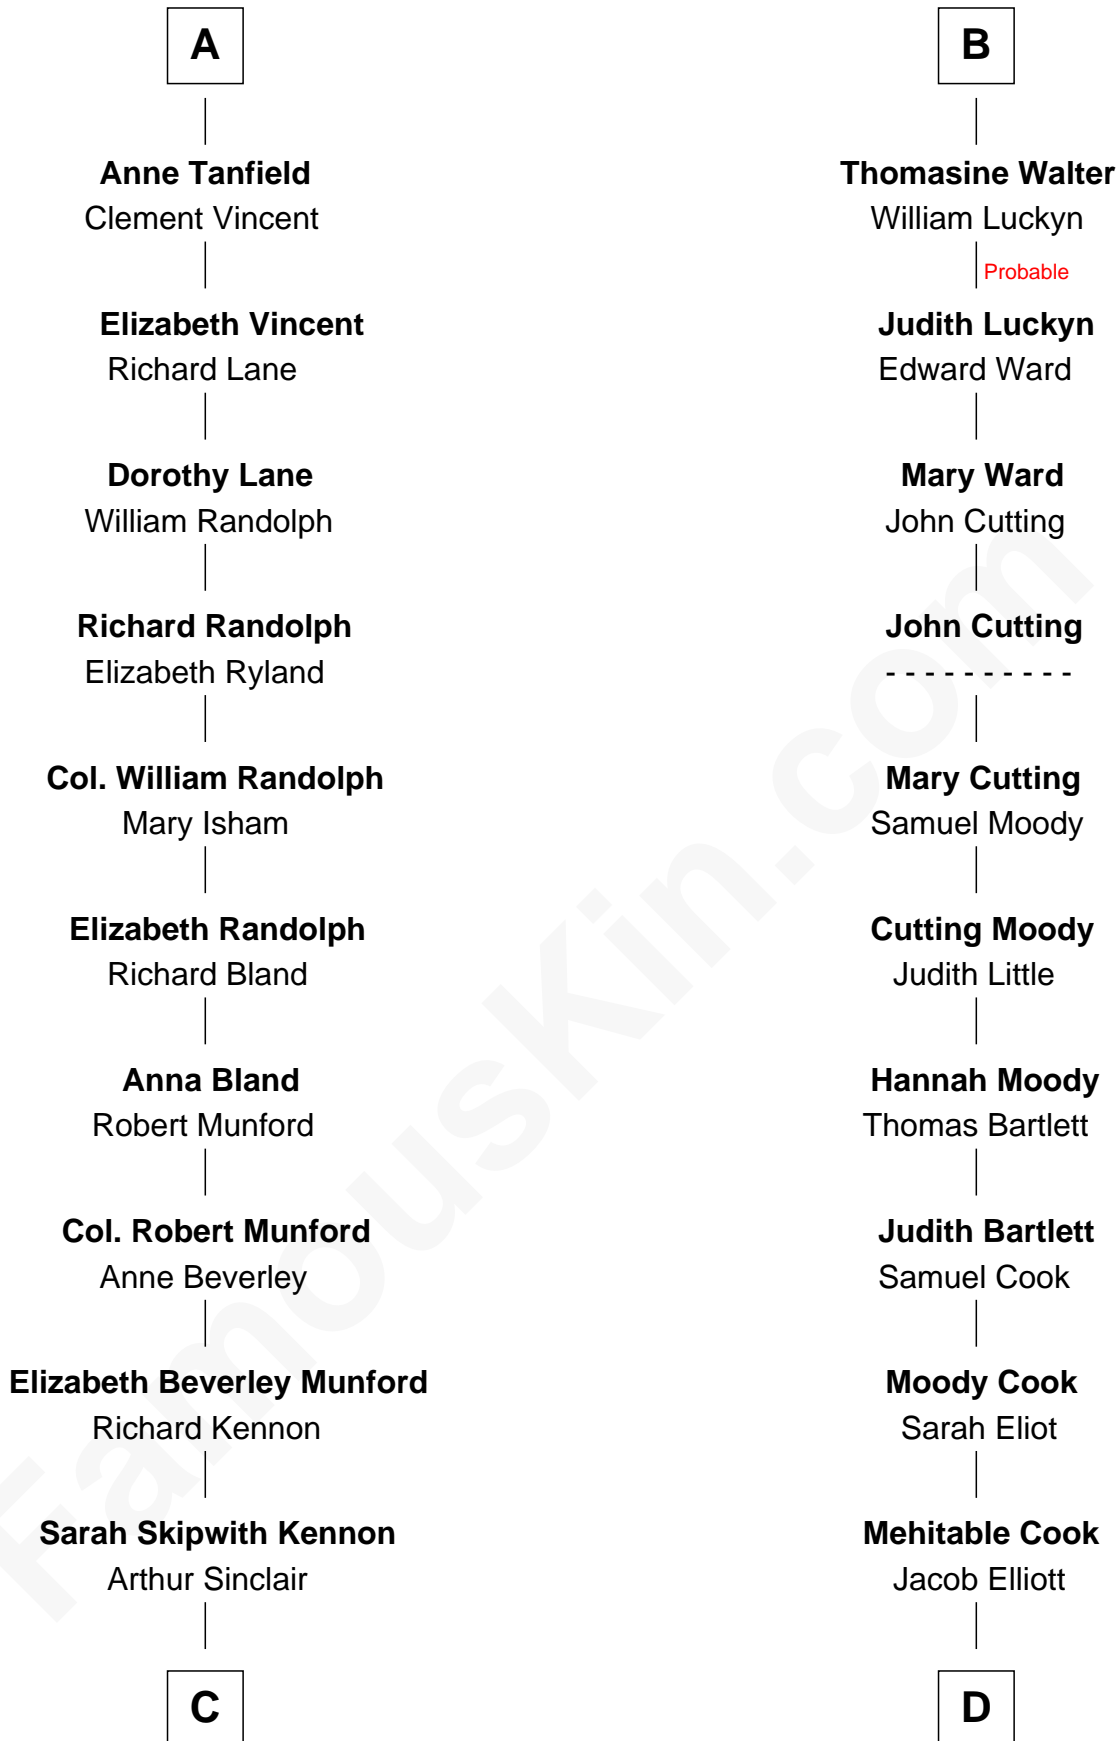 A
Anne Tanfield
Clement Vincent
Elizabeth Vincent
Richard Lane
Dorothy Lane
William Randolph
Richard Randolph
Elizabeth Ryland
Col. William Randolph
Mary Isham
Elizabeth Randolph
Richard Bland
Anna Bland
Robert Munford
Col. Robert Munford
Anne Beverley
Elizabeth Beverley Munford
Richard Kennon
Sarah Skipwith Kennon
Arthur Sinclair
C
B
Thomasine Walter
William Luckyn
Probable
Judith Luckyn
Edward Ward
Mary Ward
John Cutting
John Cutting
- - - - - - - - - -
Mary Cutting
Samuel Moody
Cutting Moody
Judith Little
Hannah Moody
Thomas Bartlett
Judith Bartlett
Samuel Cook
Moody Cook
Sarah Eliot
Mehitable Cook
Jacob Elliott
D
FamousKin.com